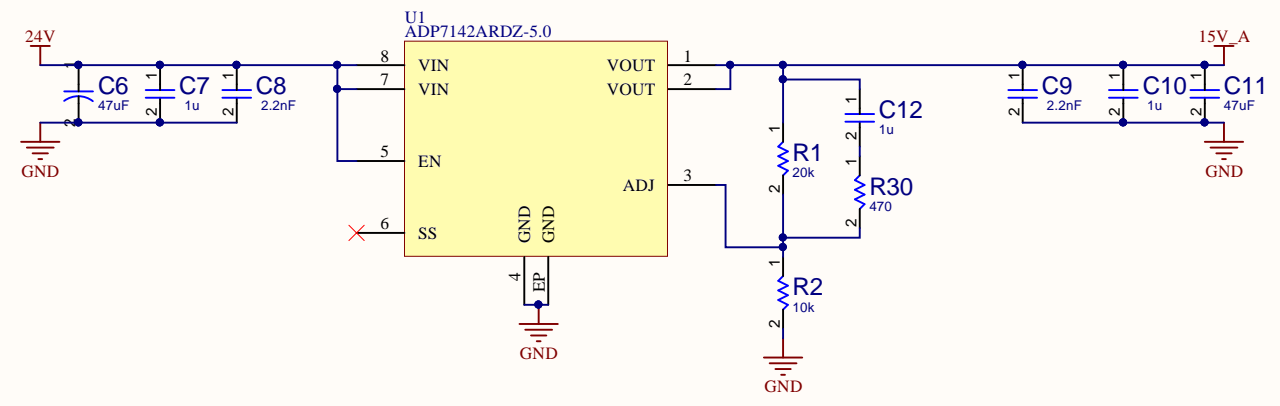 U1
ADP7142ARDZ-5.0
24V
15V_A
8
VIN
VOUT
1
7
VIN
VOUT
2
1
C6
47uF
2
1
C7
1u
2
1
C8
2.2nF
2
GND
5
EN
ADJ
3
6
SS
GND
GND
4
EP
GND
1
R1
20k
2
1
C12
1u
2
1
R30
470
2
1
R2
10k
2
GND
1
C9
2.2nF
2
1
C10
1u
2
1
C11
47uF
2
GND